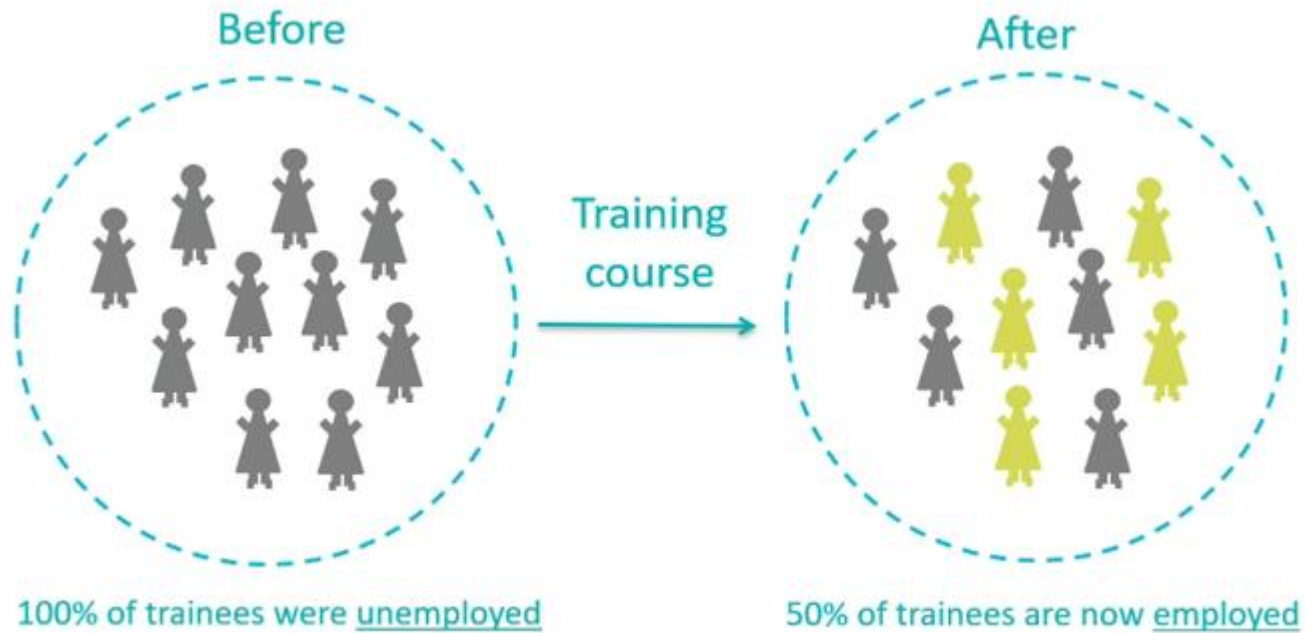 Before
After
Training
course
100% of trainees were unemployed
50% of trainees are now employed